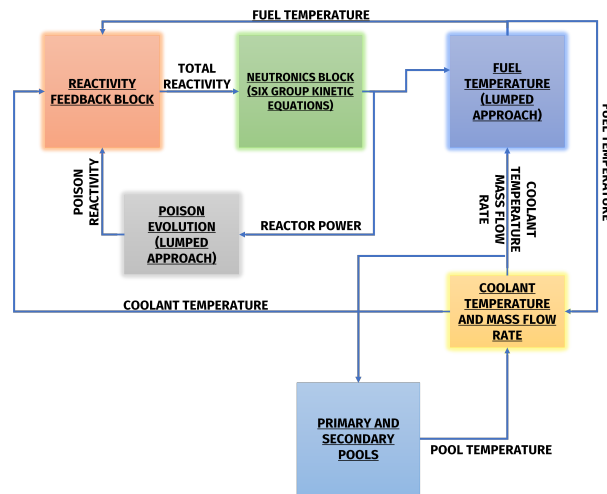 FUEL TEMPERATURE
REACTIVITY
FEEDBACK BLOCK
TOTAL
REACTIVITY
NEUTRONICS BLOCK
(SIX GROUP KINETIC
EQUATIONS)
FUEL
TEMPERATURE
(LUMPED
APPROACH)
FUEL TEMPERATURE
POISON
REACTIVITY
POISON
EVOLUTION
(LUMPED
APPROACH)
REACTOR POWER
COOLANT
TEMPERATURE
MASS FLOW
RATE
COOLANT TEMPERATURE
COOLANT
TEMPERATURE
AND MASS FLOW
RATE
PRIMARY AND
SECONDARY
POOLS
POOL TEMPERATURE